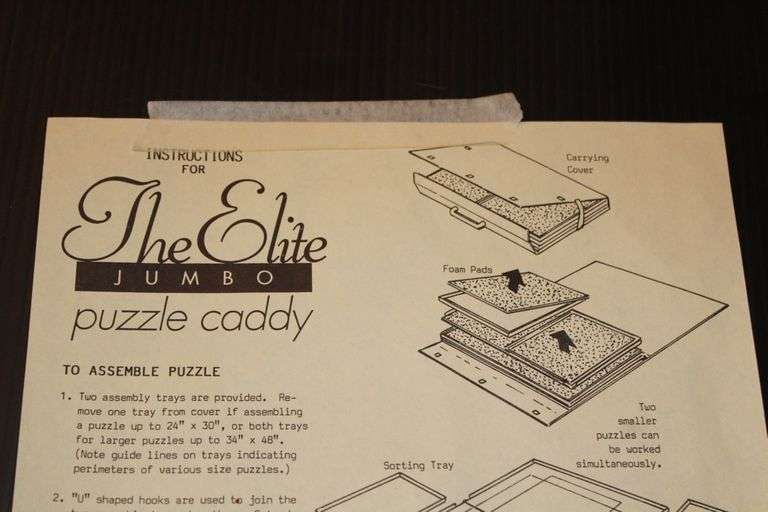 INSTRUCTIONS
FOR
The Elite
JUMBO
puzzle caddy
TO ASSEMBLE PUZZLE
1. Two assembly trays are provided. Re-
move one tray from cover if assembling
a puzzle up to 24" x 30", or both trays
for larger puzzles up to 34" x 48".
(Note guide lines on trays indicating
perimeters of various size puzzles.)
2. "U" shaped hooks are used to join the
Carrying
Cover
Foam Pads
Two
smaller
puzzles can
be worked
simultaneously.
Sorting Tray